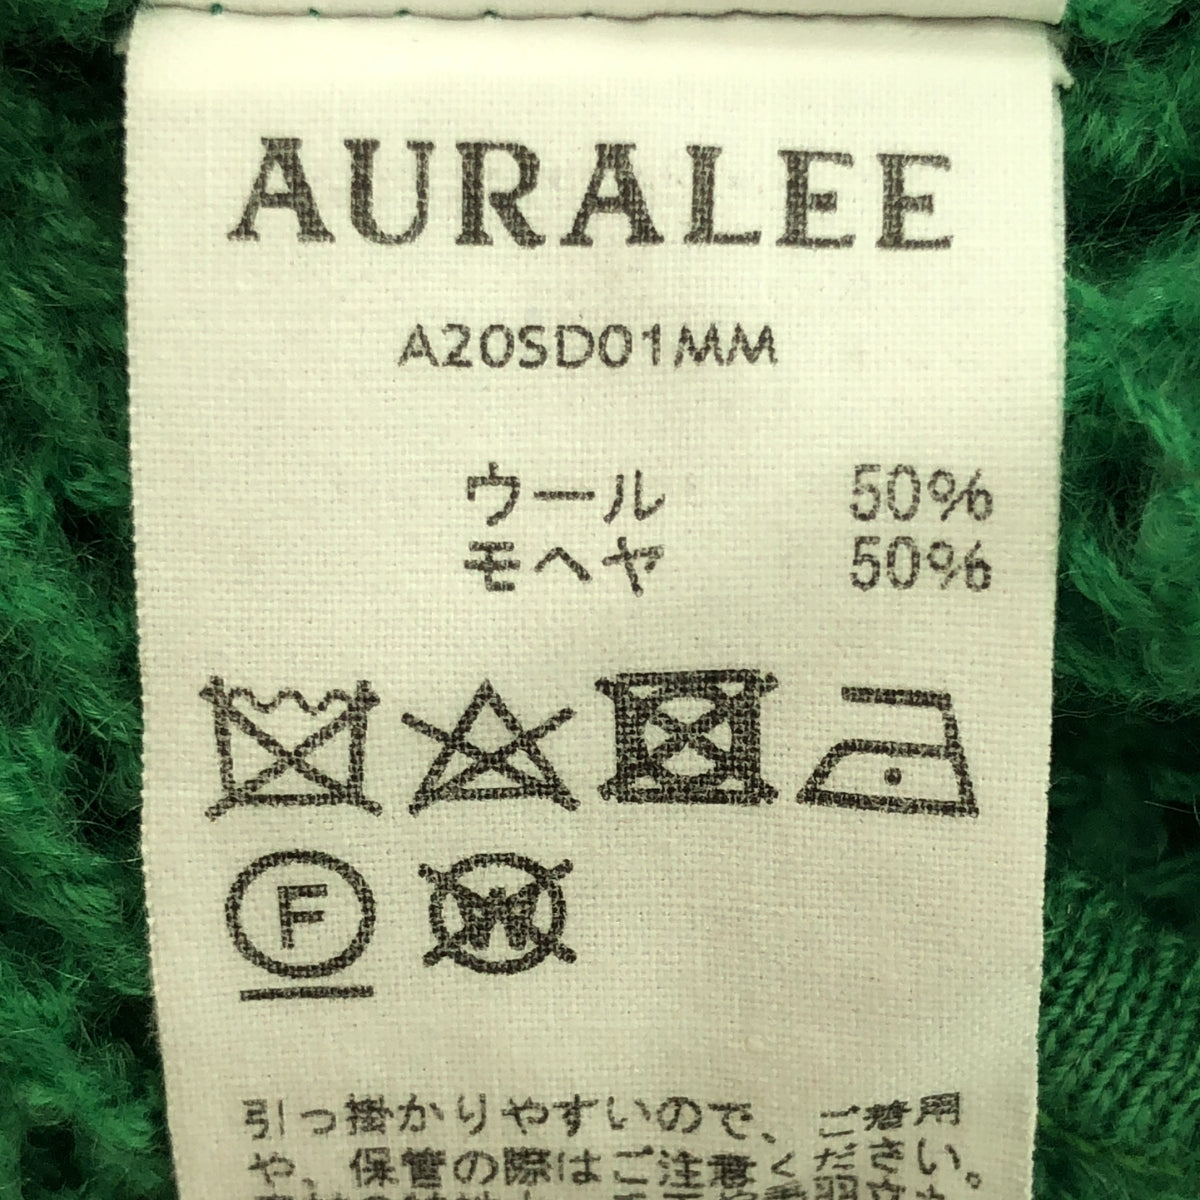 AURALEE
A20SD01MM
ウール 50%
モヘヤ 50%
F
W
引っ掛かりやすいので、ご着用
や、保管の際はご注意ください。